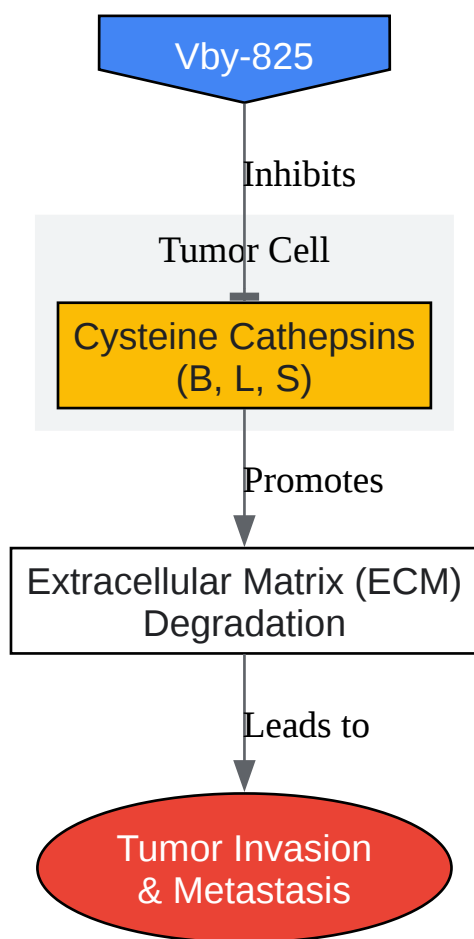 Vby-825
Inhibits
Tumor Cell
Cysteine Cathepsins
(B, L, S)
Promotes
Extracellular Matrix (ECM)
Degradation
Leads to
Tumor Invasion
& Metastasis